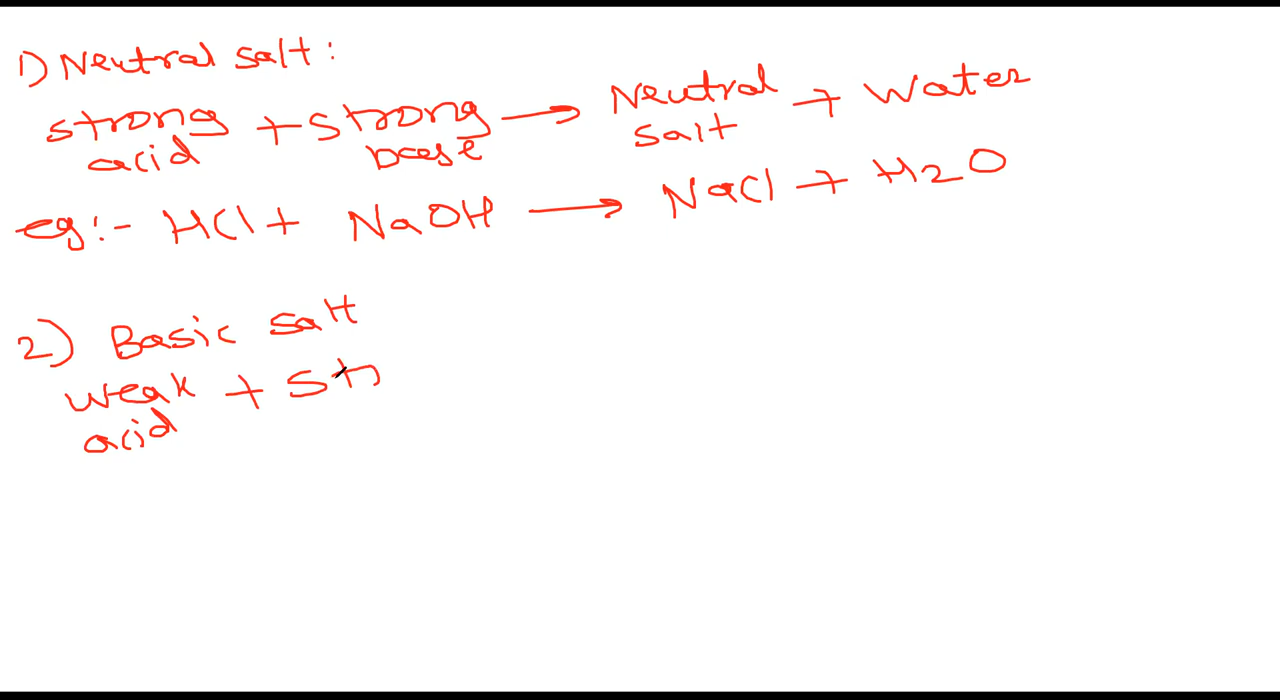 1) Neutral salt:
strong acid + strong base → Neutral salt + Water
eg:- HCl + NaOH → NaCl + H2O
2) Basic salt
weak acid + st